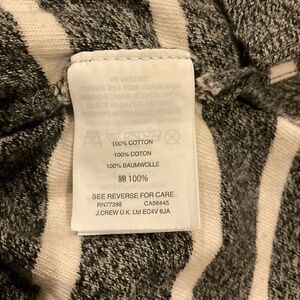 100% COTTON
100% COTON
100% BAUMWOLLE
綿 100%
SEE REVERSE FOR CARE
RN77388 CA56445
J.CREW U.K. Ltd EC4V 6JA